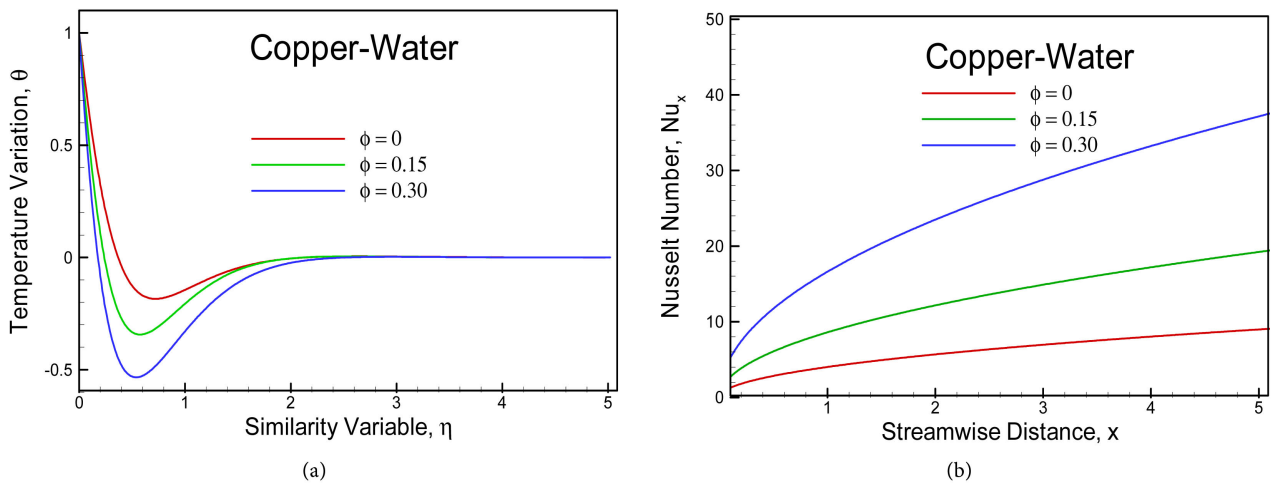 Copper-Water
Temperature Variation, θ
1
0.5
0
-0.5
ϕ = 0
ϕ = 0.15
ϕ = 0.30
0 1 2 3 4 5
Similarity Variable, η
(a)
Copper-Water
Nusselt Number, Nuₓ
50
40
30
20
10
0
ϕ = 0
ϕ = 0.15
ϕ = 0.30
1 2 3 4 5
Streamwise Distance, x
(b)